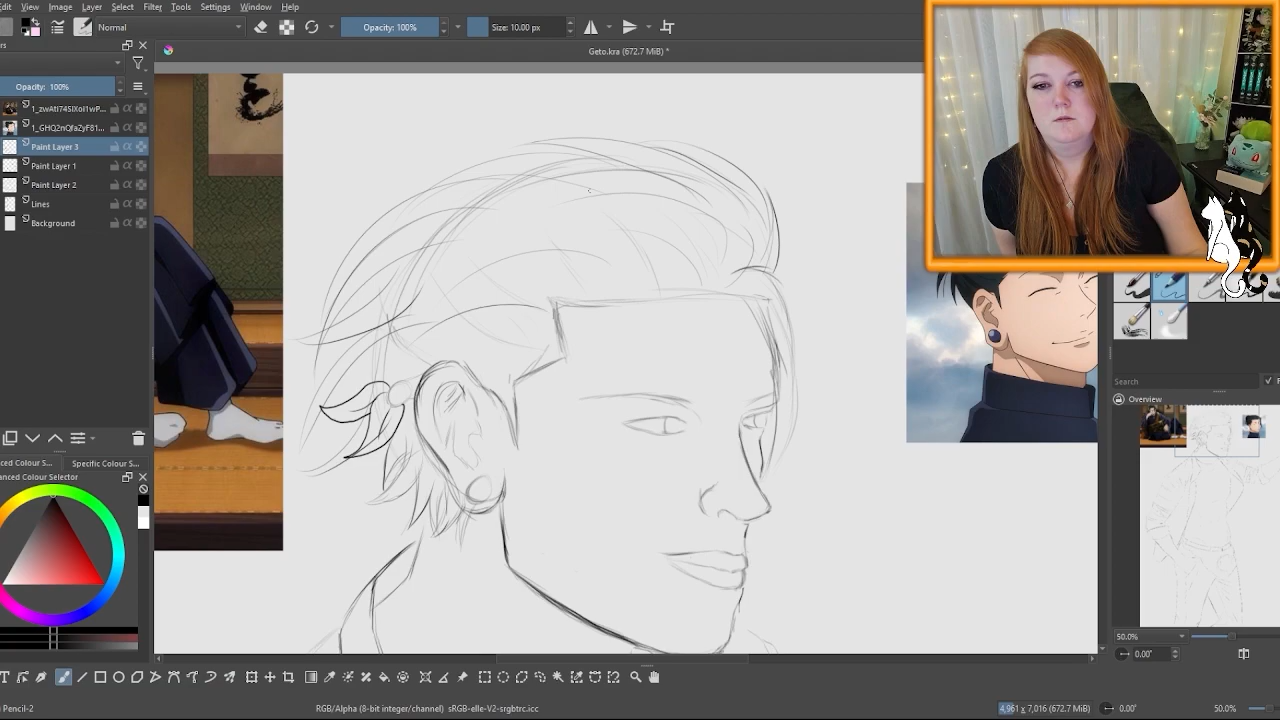 Edit View Image Layer Select Filter Tools Settings Window Help
Normal
Opacity: 100%
Size: 10.00 px
Geto.kra (672.7 MiB) *
Opacity: 100%
Paint Layer 3
Paint Layer 1
Paint Layer 2
Lines
Background
Specific Colour S...
Search
Overview
50.0%
0.00°
Pencil-2
RGB/Alpha (8-bit integer/channel) sRGB-elle-V2-srgbtrc.icc
4,961 x 7,016 (672.7 MiB)
0.00°
50.0%